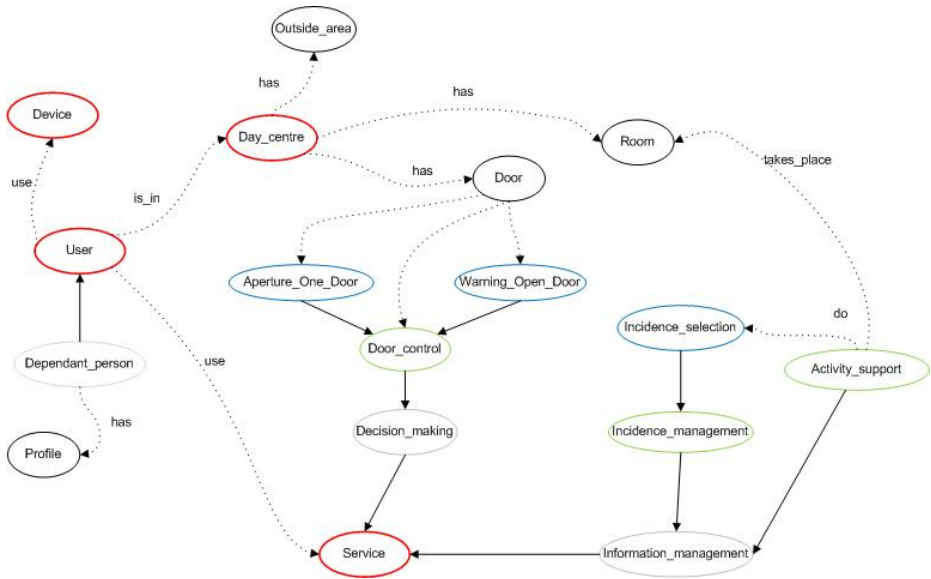 Outside_area
has
has
Device
Day_centre
Room
takes_place
has
Door
use
is_in
User
Aperture_One_Door
Warning_Open_Door
do
Incidence_selection
Door_control
use
Dependant_person
Activity_support
has
Decision_making
Incidence_management
Profile
Service
Information_management